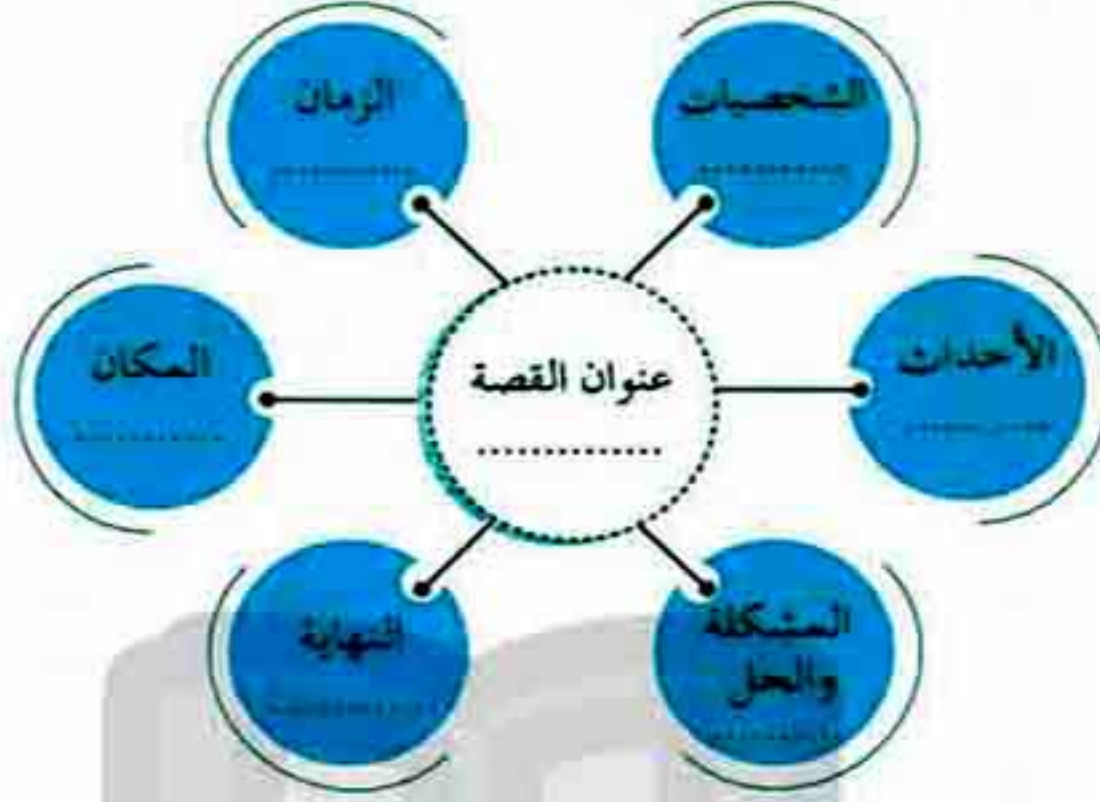 الشخصيات
الزمان
الأحداث
عنوان القصة
المكان
المشكلة
والحل
النهاية